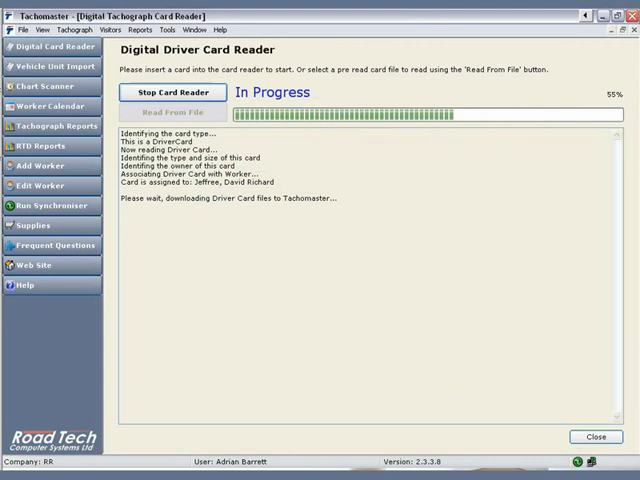 Tachomaster - [Digital Tachograph Card Reader]
File View Tachograph Visitors Reports Tools Window Help
Digital Card Reader
Vehicle Unit Import
Chart Scanner
Worker Calendar
Tachograph Reports
RTD Reports
Add Worker
Edit Worker
Run Synchroniser
Supplies
Frequent Questions
Web Site
Help
Road Tech
Computer Systems Ltd
Digital Driver Card Reader
Please insert a card into the card reader to start. Or select a pre read card file to read using the 'Read From File' button.
Stop Card Reader
In Progress
55%
Read From File
Identifying the card type...
This is a DriverCard
Now reading Driver Card...
Identifing the type and size of this card
Identifing the owner of this card
Associating Driver Card with Worker...
Card is assigned to: Jeffree, David Richard
Please wait, downloading Driver Card files to Tachomaster...
Close
Company: RR
User: Adrian Barrett
Version: 2.3.3.8